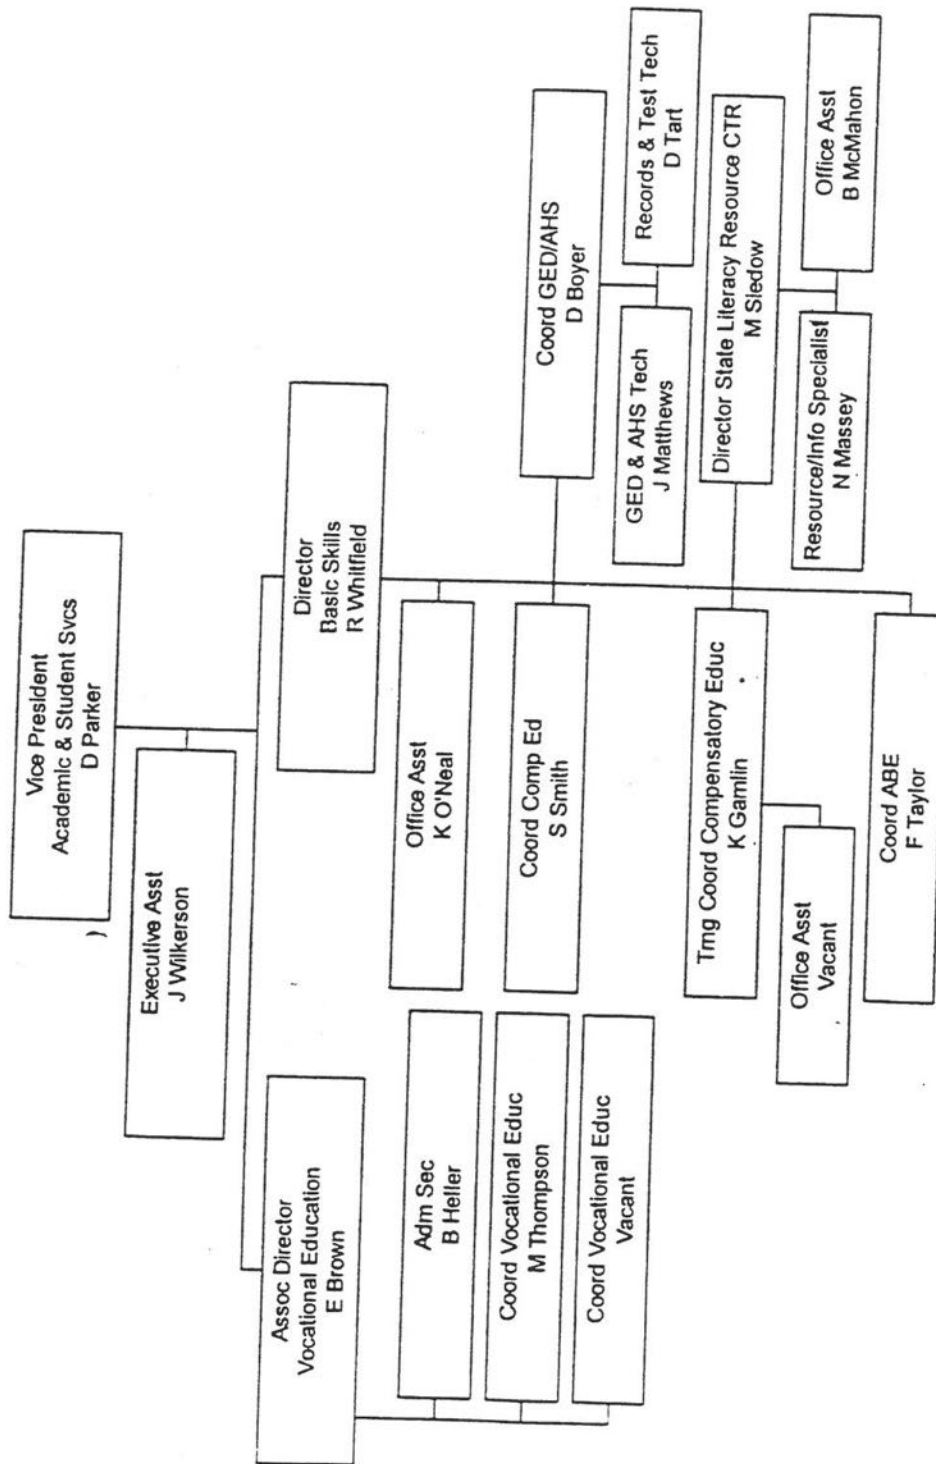 Vice President
Academic & Student Svcs
D Parker
Executive Asst
J Wilkerson
Assoc Director
Vocational Education
E Brown
Director
Basic Skills
R Whitfield
Adm Sec
B Heller
Coord Vocational Educ
M Thompson
Coord Vocational Educ
Vacant
Office Asst
K O'Neal
Coord Comp Ed
S Smith
Coord GED/AHS
D Boyer
GED & AHS Tech
J Matthews
Records & Test Tech
D Tart
Trng Coord Compensatory Educ
K Gamlin
Office Asst
Vacant
Director State Literacy Resource CTR
M Sledow
Resource/Info Specialist
N Massey
Office Asst
B McMahon
Coord ABE
F Taylor